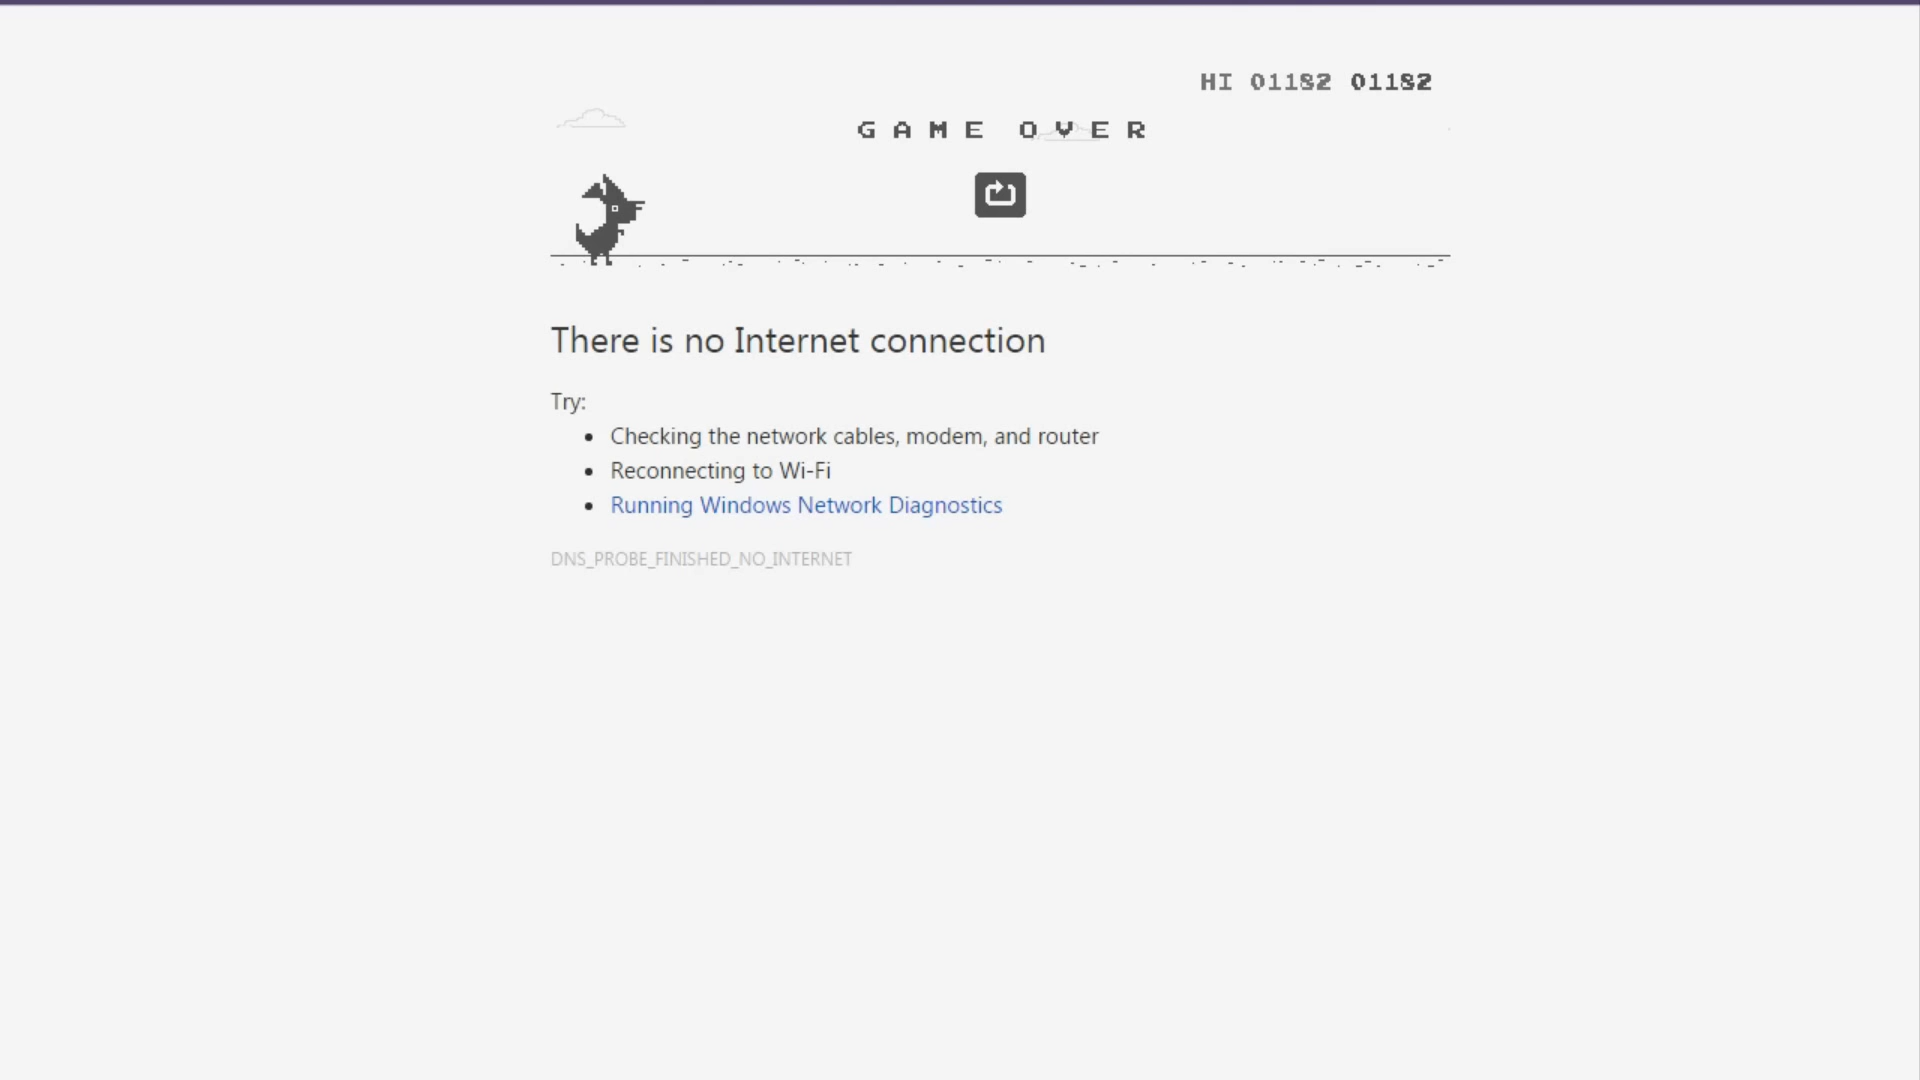 HI 01182 01182
GAME OVER
There is no Internet connection
Try:
• Checking the network cables, modem, and router
• Reconnecting to Wi-Fi
• Running Windows Network Diagnostics
DNS_PROBE_FINISHED_NO_INTERNET